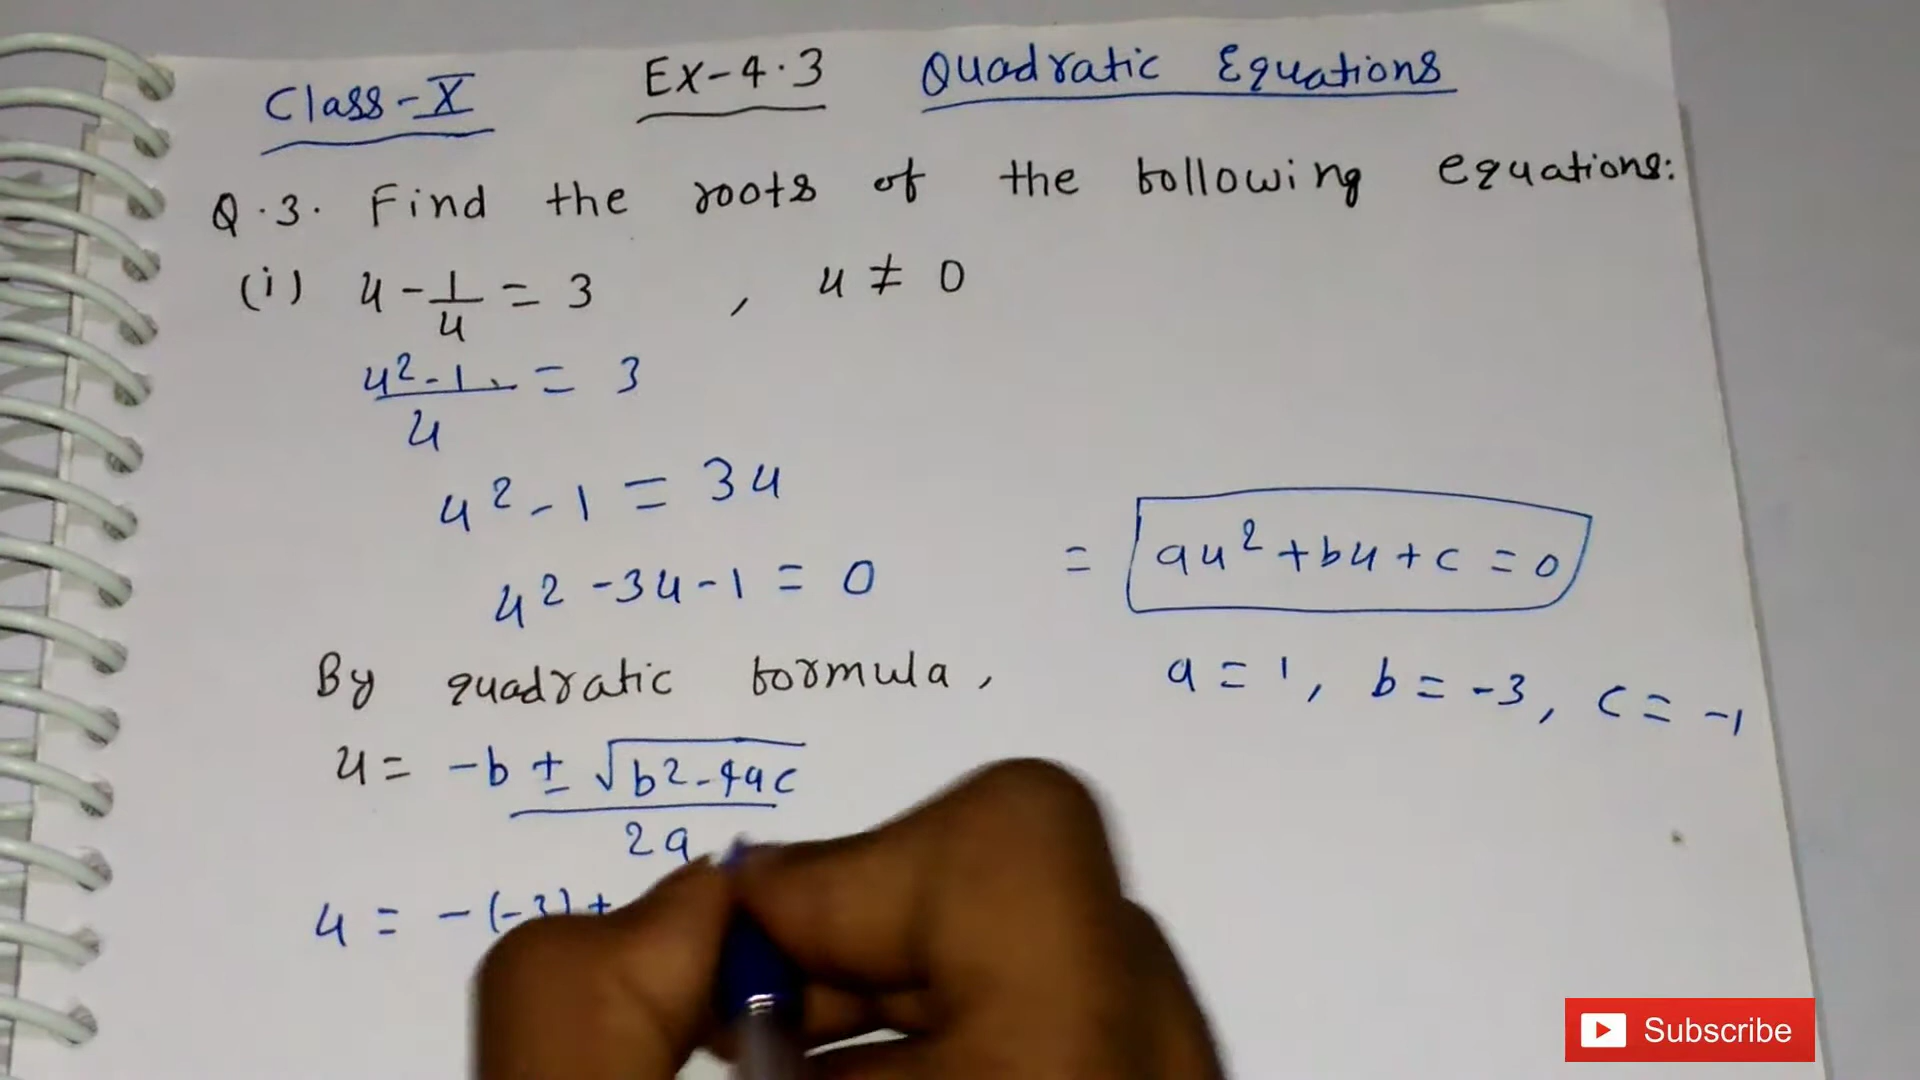 Class-X Ex-4.3 Quadratic Equations
Q.3. Find the roots of the following equations:
(i) x - 1/x = 3 , x ≠ 0
x² - 1 / x = 3
x² - 1 = 3x
x² - 3x - 1 = 0 = ax² + bx + c = 0
By quadratic formula, a = 1, b = -3, c = -1
x = -b ± √b² - 4ac / 2a
x = -(-3) ±
Subscribe